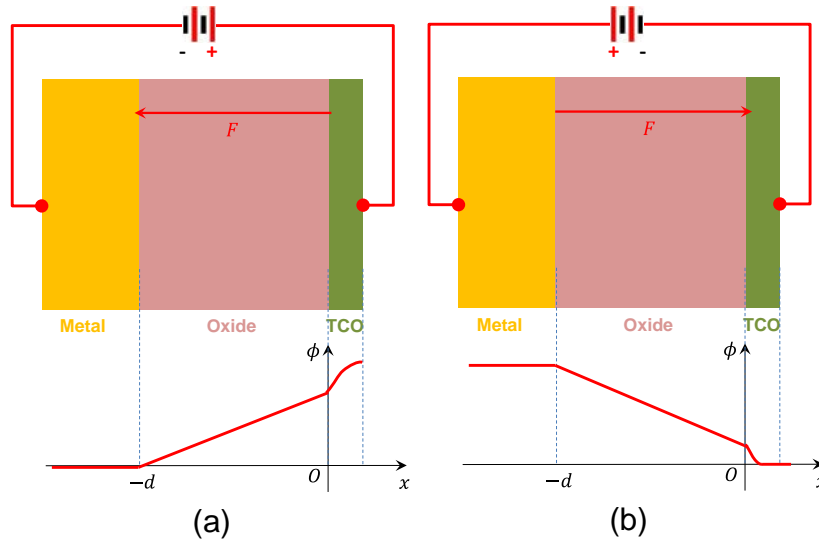 - +
F
Metal Oxide TCO
ϕ
−d O x
(a)
+ -
F
Metal Oxide TCO
ϕ
−d O x
(b)